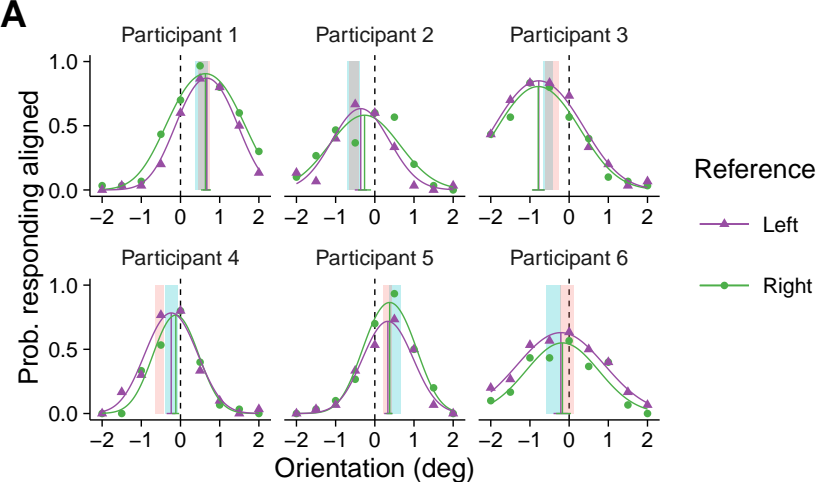 A
Participant 1 Participant 2 Participant 3
1.0
0.5
0.0
−2 −1 0 1 2 −2 −1 0 1 2 −2 −1 0 1 2
Participant 4 Participant 5 Participant 6
1.0
0.5
0.0
−2 −1 0 1 2 −2 −1 0 1 2 −2 −1 0 1 2
Orientation (deg)
Prob. responding aligned
Reference
Left
Right